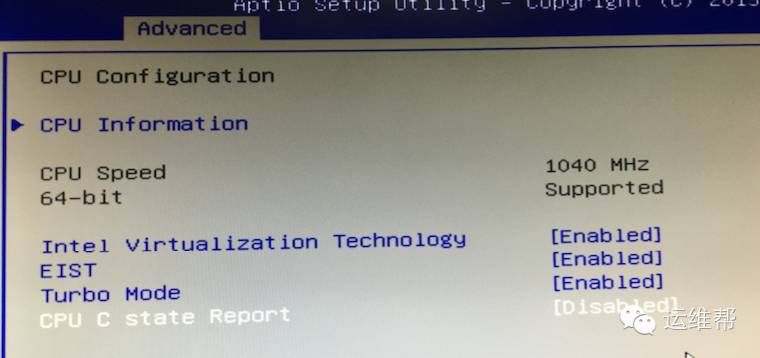 Aptio Setup Utility - Copyright (C)
Advanced
CPU Configuration
CPU Information
CPU Speed 1040 MHz
64-bit Supported
Intel Virtualization Technology [Enabled]
EIST [Enabled]
Turbo Mode [Enabled]
CPU C state Report [Disabled]
运维帮